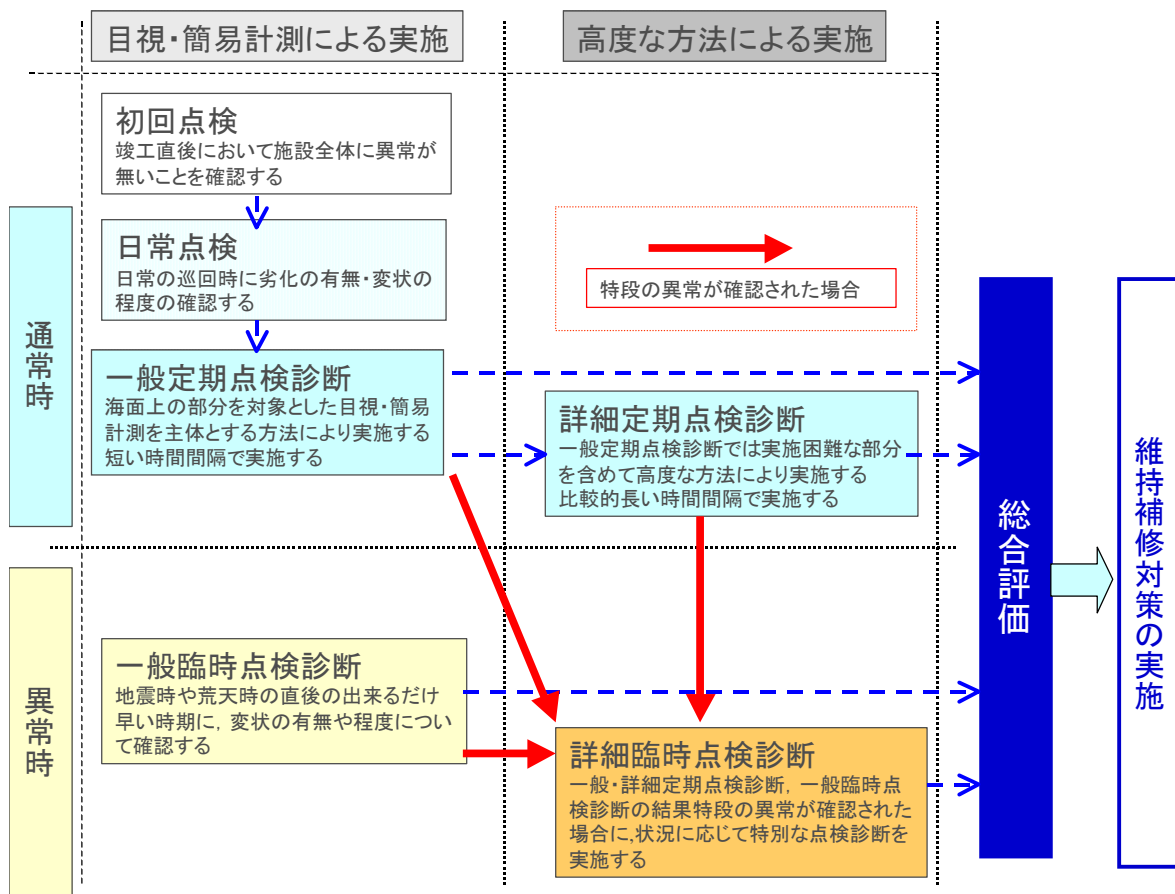 目視・簡易計測による実施
高度な方法による実施
初回点検
竣工直後において施設全体に異常が
無いことを確認する
通常時
日常点検
日常の巡回時に劣化の有無・変状の
程度の確認する
特段の異常が確認された場合
一般定期点検診断
海面上の部分を対象とした目視・簡易
計測を主体とする方法により実施する
短い時間間隔で実施する
詳細定期点検診断
一般定期点検診断では実施困難な部分
を含めて高度な方法により実施する
比較的長い時間間隔で実施する
異常時
一般臨時点検診断
地震時や荒天時の直後の出来るだけ
早い時期に，変状の有無や程度につい
て確認する
詳細臨時点検診断
一般・詳細定期点検診断，一般臨時点
検診断の結果特段の異常が確認された
場合に,状況に応じて特別な点検診断を
実施する
総合評価
維持補修対策の実施